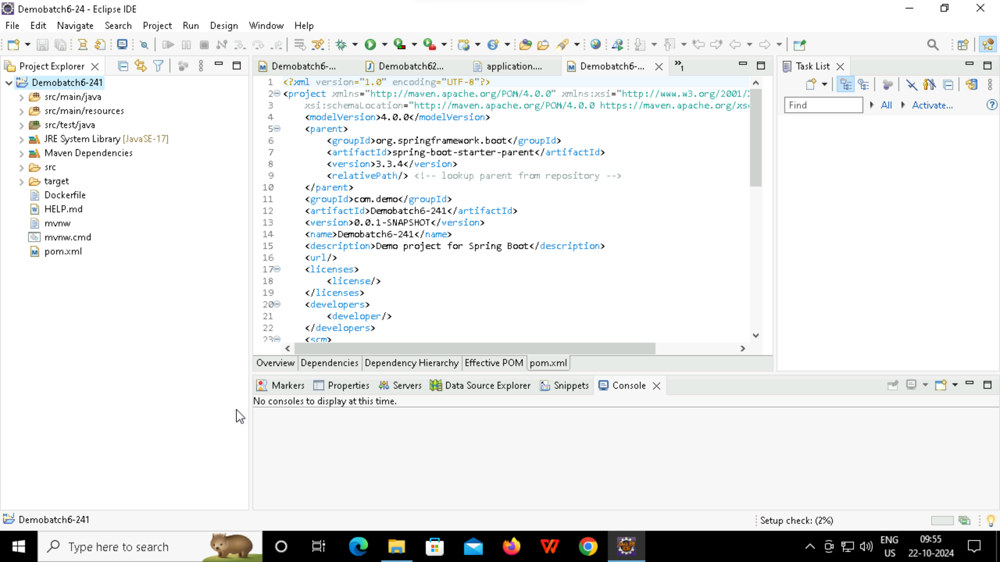 Demobatch6-24 - Eclipse IDE
File Edit Navigate Search Project Run Design Window Help
Project Explorer
Demobatch6-241
src/main/java
src/main/resources
src/test/java
JRE System Library [JavaSE-17]
Maven Dependencies
src
target
Dockerfile
HELP.md
mvnw
mvnw.cmd
pom.xml
Demobatch6-... Demobatch62... application.... Demobatch6-... »1
1 <?xml version="1.0" encoding="UTF-8"?>
2 <project xmlns="http://maven.apache.org/POM/4.0.0" xmlns:xsi="http://www.w3.org/2001/
3 xsi:schemaLocation="http://maven.apache.org/POM/4.0.0 https://maven.apache.org/xs
4 <modelVersion>4.0.0</modelVersion>
5 <parent>
6 <groupId>org.springframework.boot</groupId>
7 <artifactId>spring-boot-starter-parent</artifactId>
8 <version>3.3.4</version>
9 <relativePath/> <!-- lookup parent from repository -->
10 </parent>
11 <groupId>com.demo</groupId>
12 <artifactId>Demobatch6-241</artifactId>
13 <version>0.0.1-SNAPSHOT</version>
14 <name>Demobatch6-241</name>
15 <description>Demo project for Spring Boot</description>
16 <url/>
17 <licenses>
18 <license/>
19 </licenses>
20 <developers>
21 <developer/>
22 </developers>
23 <scm>
Overview Dependencies Dependency Hierarchy Effective POM pom.xml
Task List
Find All Activate...
Markers Properties Servers Data Source Explorer Snippets Console
No consoles to display at this time.
Demobatch6-241
Setup check: (2%)
Type here to search
ENG
US
09:55
22-10-2024